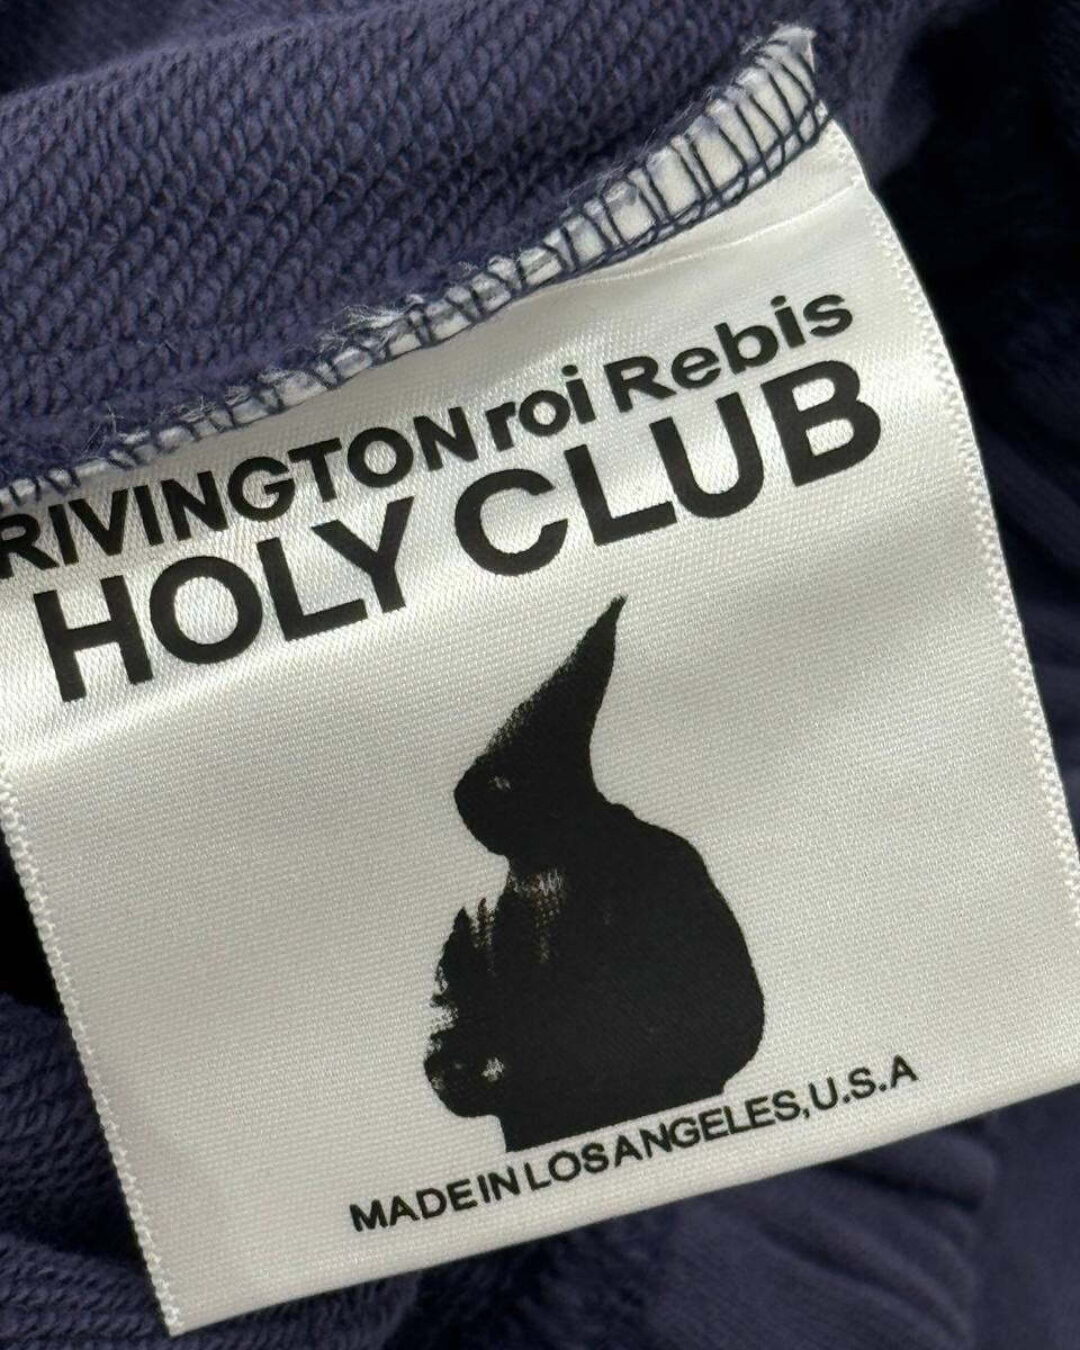 RIVINGTON roi Rebis
HOLY CLUB
MADE IN LOS ANGELES, U.S.A